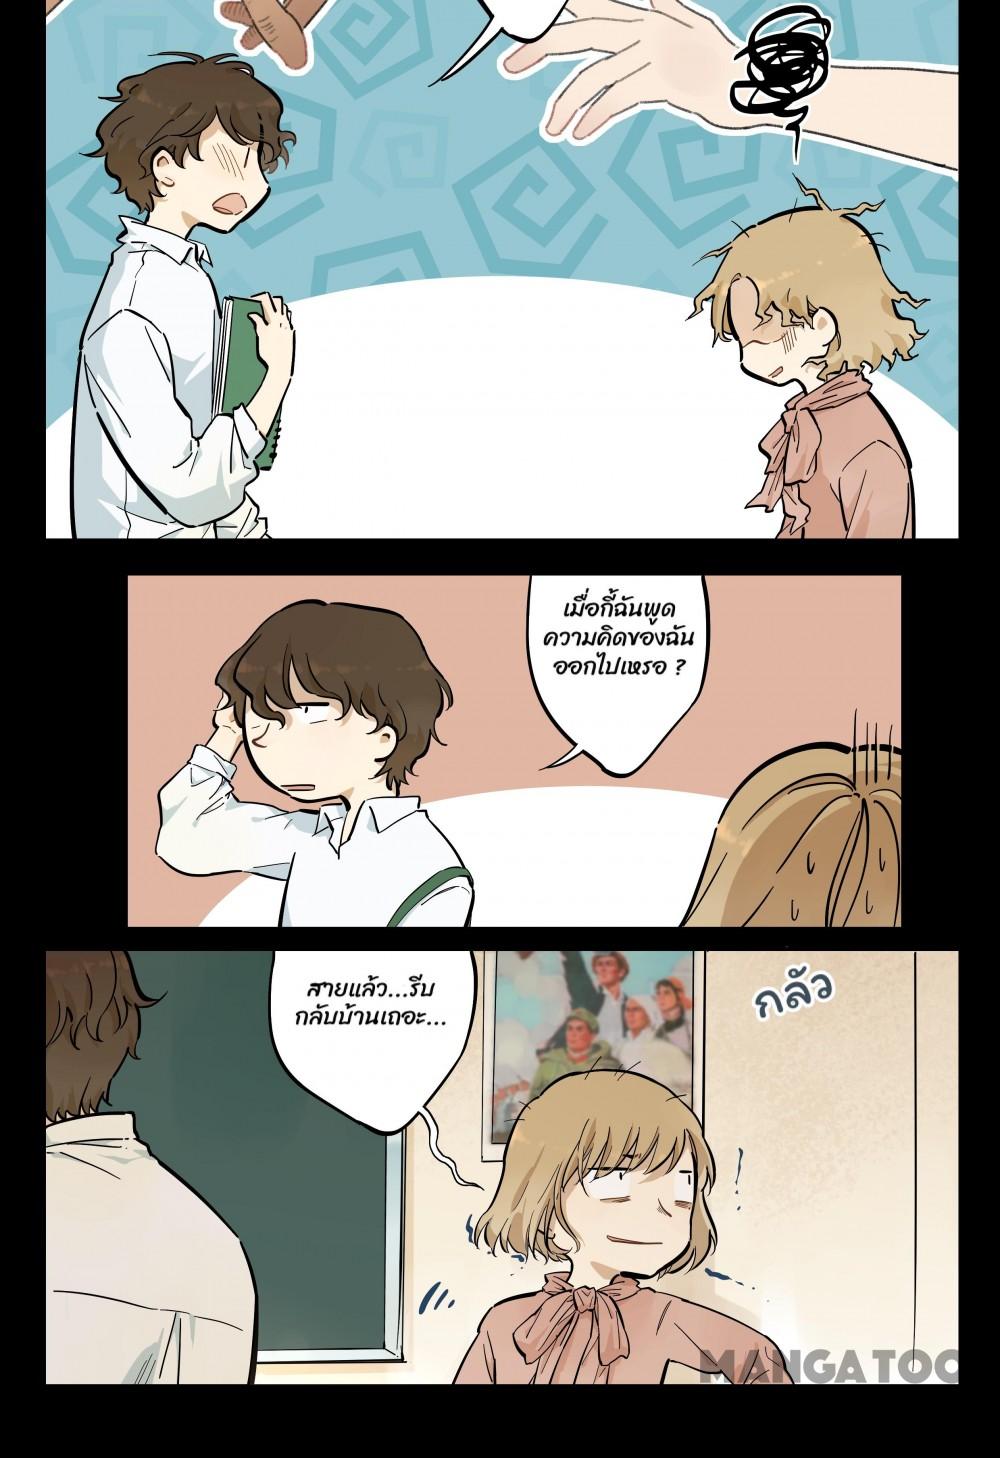 เมื่อกี้ฉันพูด
ความคิดของฉัน
ออกไปเหรอ ?
สายแล้ว...รีบ
กลับบ้านเถอะ...
กลัว
MANGATOO